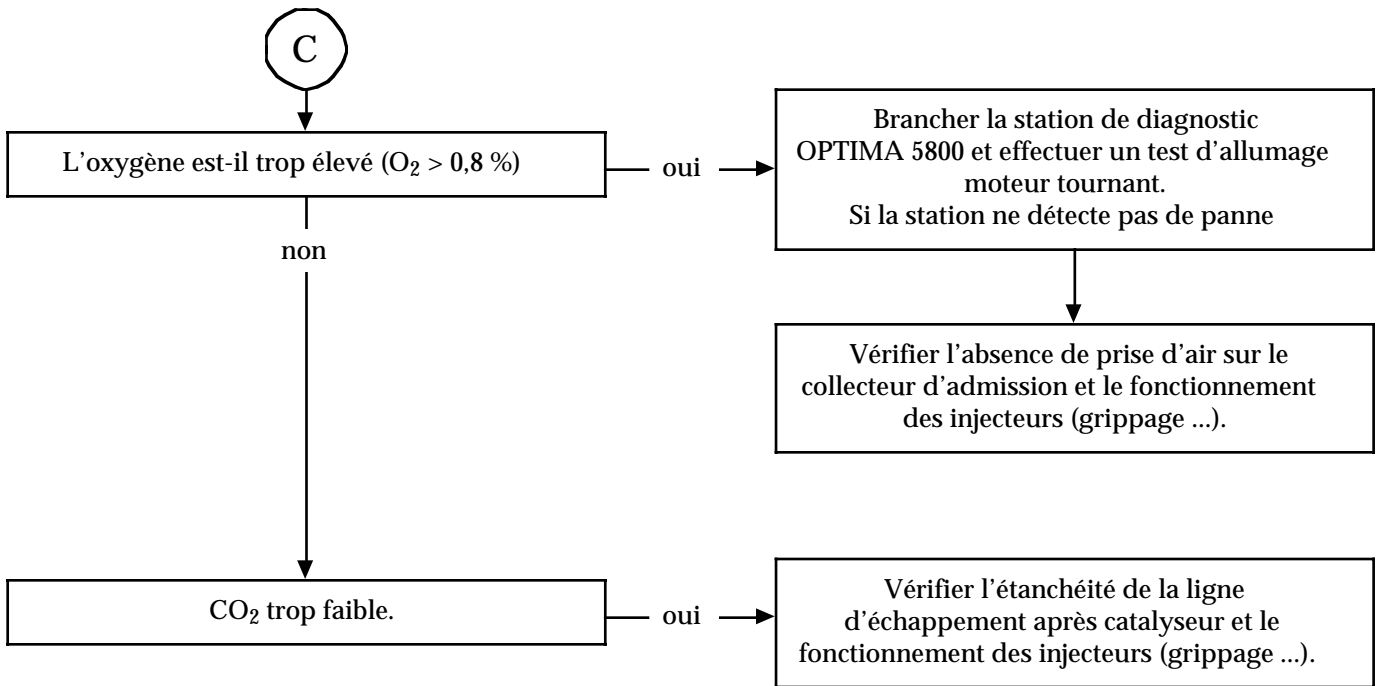 C
L'oxygène est-il trop élevé (O₂ > 0,8 %)
oui
Brancher la station de diagnostic
OPTIMA 5800 et effectuer un test d'allumage
moteur tournant.
Si la station ne détecte pas de panne
non
Vérifier l'absence de prise d'air sur le
collecteur d'admission et le fonctionnement
des injecteurs (grippage ...).
CO₂ trop faible.
oui
Vérifier l'étanchéité de la ligne
d'échappement après catalyseur et le
fonctionnement des injecteurs (grippage ...).